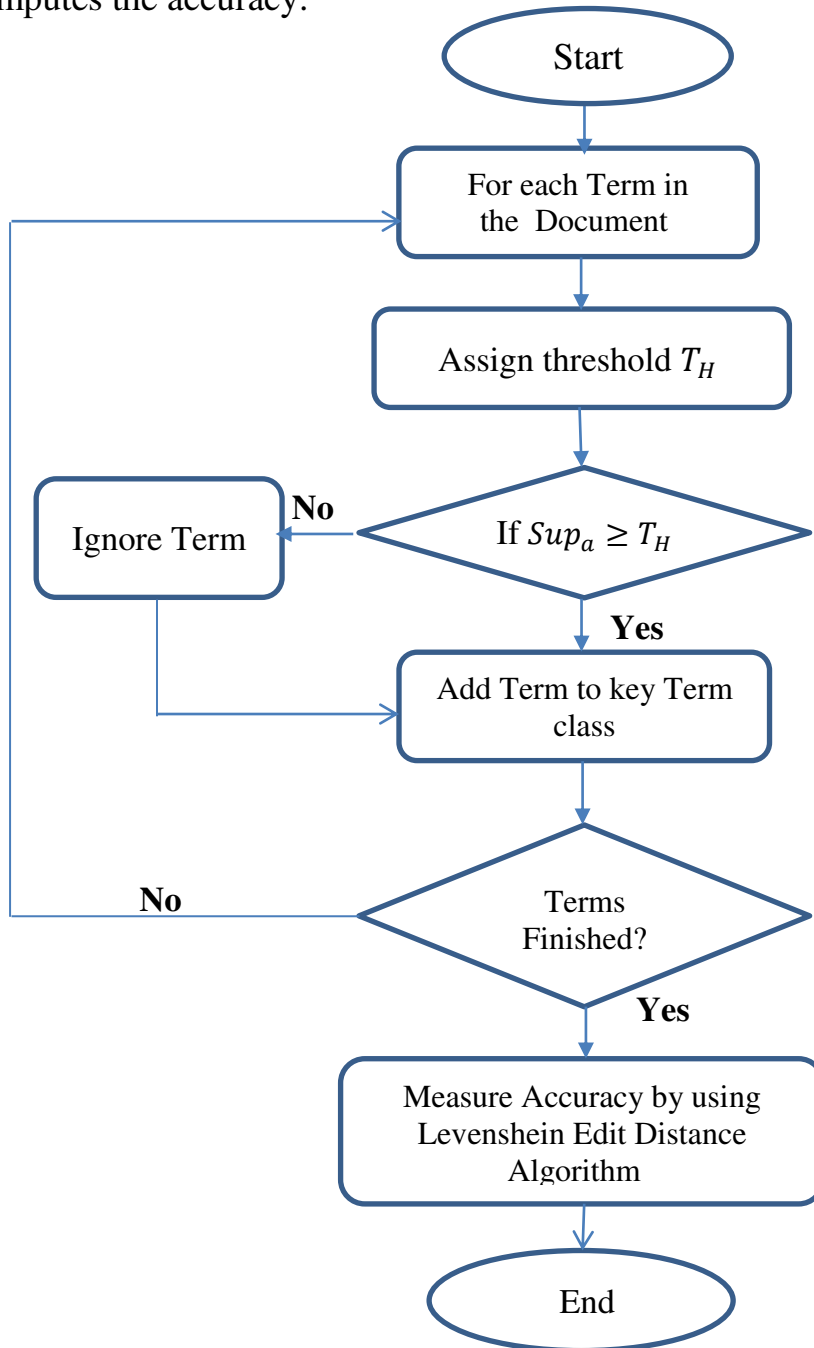 mputes the accuracy.
Start
For each Term in
the Document
Assign threshold T_H
If Sup_a ≥ T_H
No
Ignore Term
Yes
Add Term to key Term
class
Terms
Finished?
No
Yes
Measure Accuracy by using
Levenshein Edit Distance
Algorithm
End